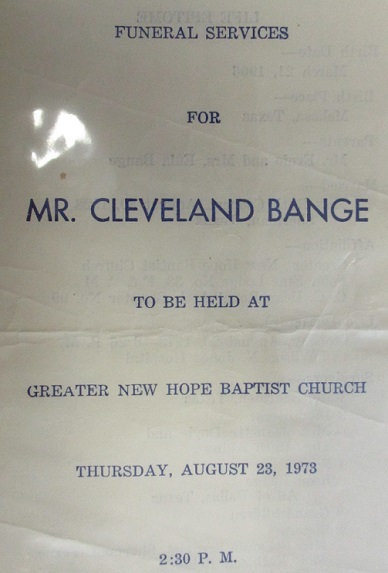 FUNERAL SERVICES
FOR
MR. CLEVELAND BANGE
TO BE HELD AT
GREATER NEW HOPE BAPTIST CHURCH
THURSDAY, AUGUST 23, 1973
2:30 P. M.